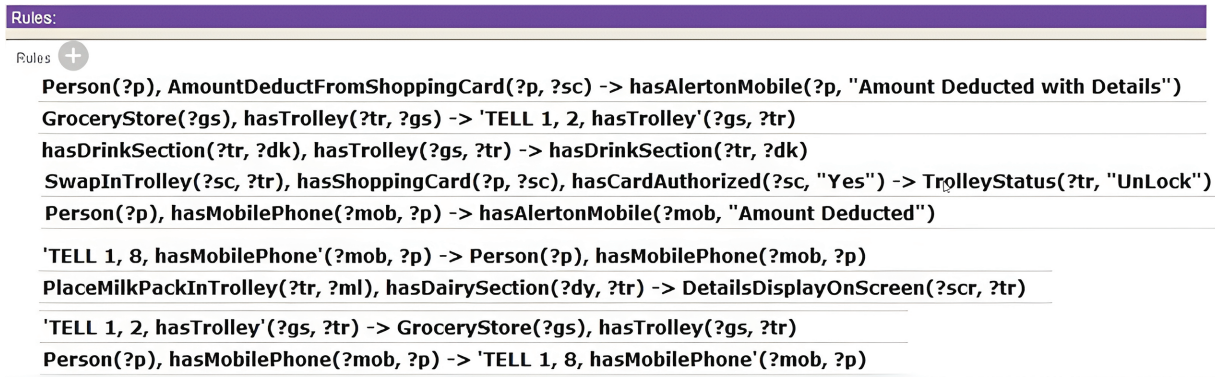 Rules:
Rules +
Person(?p), AmountDeductFromShoppingCard(?p, ?sc) -> hasAlertonMobile(?p, "Amount Deducted with Details")
GroceryStore(?gs), hasTrolley(?tr, ?gs) -> 'TELL 1, 2, hasTrolley'(?gs, ?tr)
hasDrinkSection(?tr, ?dk), hasTrolley(?gs, ?tr) -> hasDrinkSection(?tr, ?dk)
SwapInTrolley(?sc, ?tr), hasShoppingCard(?p, ?sc), hasCardAuthorized(?sc, "Yes") -> TrolleyStatus(?tr, "UnLock")
Person(?p), hasMobilePhone(?mob, ?p) -> hasAlertonMobile(?mob, "Amount Deducted")
'TELL 1, 8, hasMobilePhone'(?mob, ?p) -> Person(?p), hasMobilePhone(?mob, ?p)
PlaceMilkPackInTrolley(?tr, ?ml), hasDairySection(?dy, ?tr) -> DetailsDisplayOnScreen(?scr, ?tr)
'TELL 1, 2, hasTrolley'(?gs, ?tr) -> GroceryStore(?gs), hasTrolley(?gs, ?tr)
Person(?p), hasMobilePhone(?mob, ?p) -> 'TELL 1, 8, hasMobilePhone'(?mob, ?p)